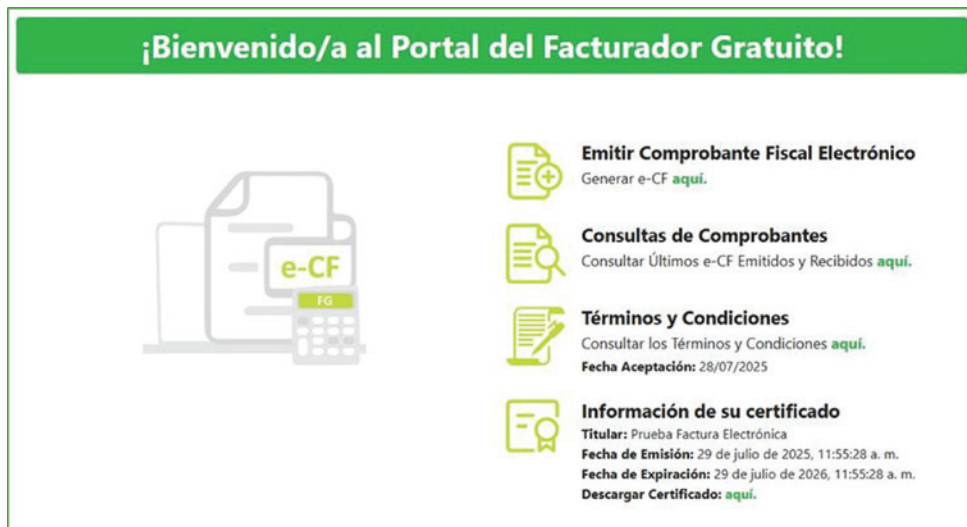 ¡Bienvenido/a al Portal del Facturador Gratuito!
e-CF
FG
Emitir Comprobante Fiscal Electrónico
Generar e-CF aquí.
Consultas de Comprobantes
Consultar Últimos e-CF Emitidos y Recibidos aquí.
Términos y Condiciones
Consultar los Términos y Condiciones aquí.
Fecha Aceptación: 28/07/2025
Información de su certificado
Titular: Prueba Factura Electrónica
Fecha de Emisión: 29 de julio de 2025, 11:55:28 a. m.
Fecha de Expiración: 29 de julio de 2026, 11:55:28 a. m.
Descargar Certificado: aquí.